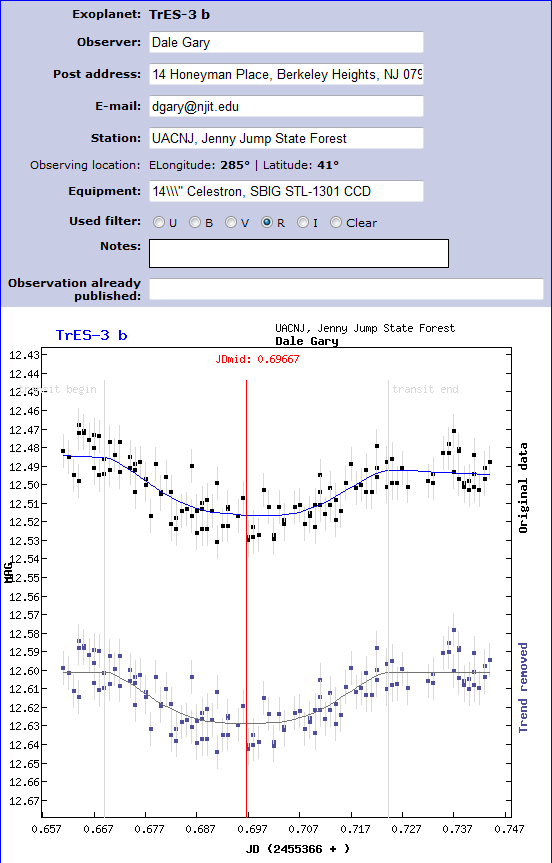 Exoplanet: TrES-3 b
Observer: Dale Gary
Post address: 14 Honeyman Place, Berkeley Heights, NJ 079
E-mail: dgary@njit.edu
Station: UACNJ, Jenny Jump State Forest
Observing location: ELongitude: 285° | Latitude: 41°
Equipment: 14\\\" Celestron, SBIG STL-1301 CCD
Used filter: U B V R I Clear
Notes:
Observation already
published:
TrES-3 b
UACNJ, Jenny Jump State Forest
Dale Gary
JDmid: 0.69667
transit begin
transit end
12.43
12.44
12.45
12.46
12.47
12.48
12.49
12.50
12.51
12.52
12.53
12.54
12.55
12.56
12.57
12.58
12.59
12.60
12.61
12.62
12.63
12.64
12.65
12.66
12.67
MAG
Original data
Trend removed
0.657 0.667 0.677 0.687 0.697 0.707 0.717 0.727 0.737 0.747
JD (2455366 + )